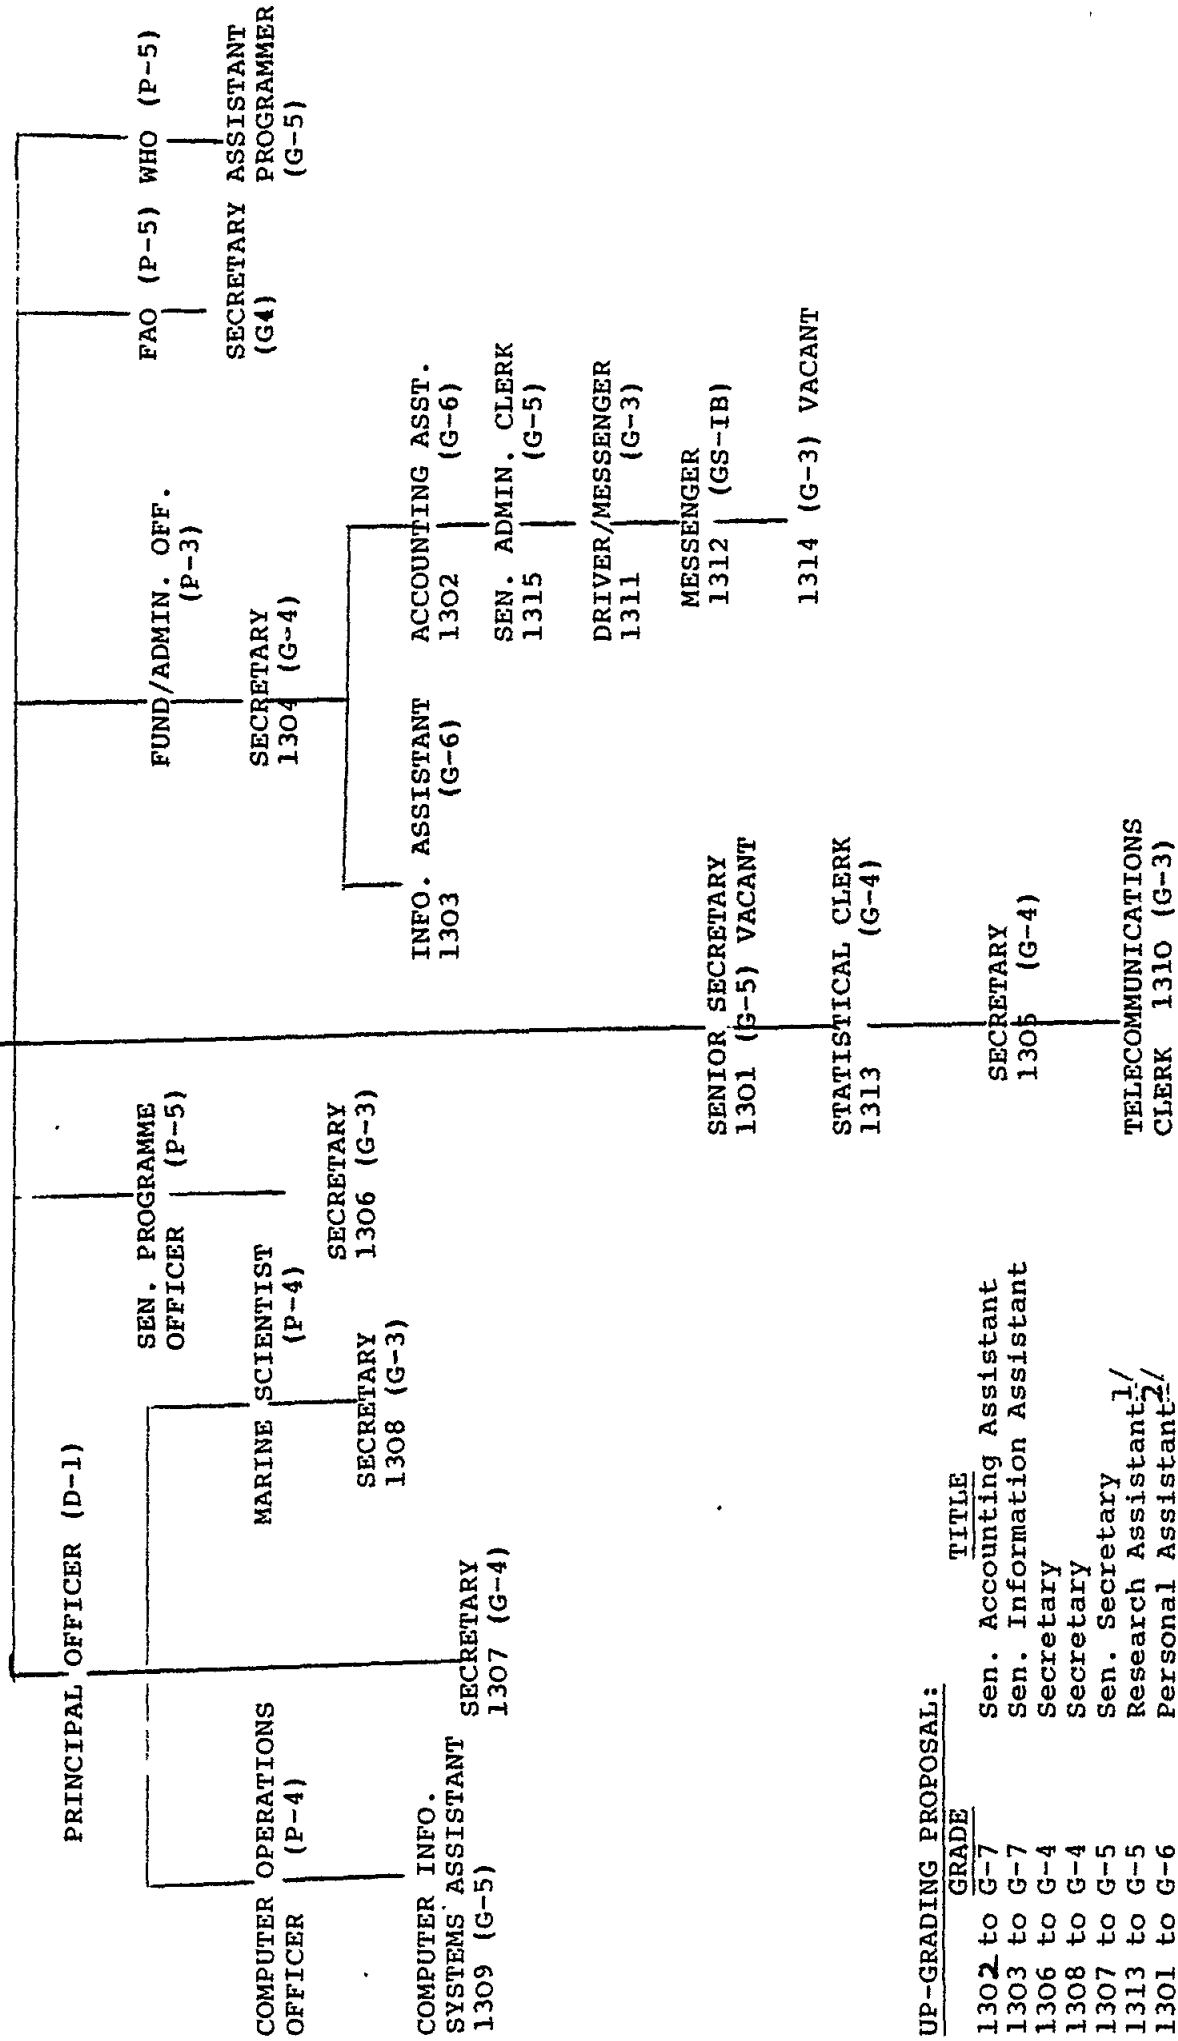 PRINCIPAL OFFICER (D-1)
COMPUTER OPERATIONS
OFFICER (P-4)
COMPUTER INFO.
SYSTEMS ASSISTANT
1309 (G-5)
SECRETARY
1307 (G-4)
MARINE SCIENTIST
(P-4)
SECRETARY
1308 (G-3)
SEN. PROGRAMME
OFFICER (P-5)
SECRETARY
1306 (G-3)
SENIOR SECRETARY
1301 (G-5) VACANT
STATISTICAL CLERK
1313 (G-4)
SECRETARY
1305 (G-4)
TELECOMMUNICATIONS
CLERK 1310 (G-3)
FUND/ADMIN. OFF.
(P-3)
SECRETARY
1304 (G-4)
INFO. ASSISTANT
1303 (G-6)
ACCOUNTING ASST.
1302 (G-6)
SEN. ADMIN. CLERK
1315 (G-5)
DRIVER/MESSENGER
1311 (G-3)
MESSENGER
1312 (GS-IB)
1314 (G-3) VACANT
FAO (P-5)
SECRETARY
(G4)
WHO (P-5)
ASSISTANT
PROGRAMMER
(G-5)
UP-GRADING PROPOSAL:
GRADE TITLE
1302 to G-7 Sen. Accounting Assistant
1303 to G-7 Sen. Information Assistant
1306 to G-4 Secretary
1308 to G-4 Secretary
1307 to G-5 Sen. Secretary
1313 to G-5 Research Assistant 1/
1301 to G-6 Personal Assistant 2/